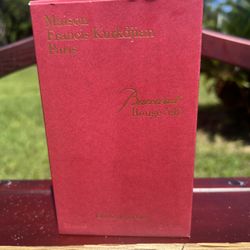 Maison
Francis Kurkdjian
Paris
Baccarat
Rouge 540